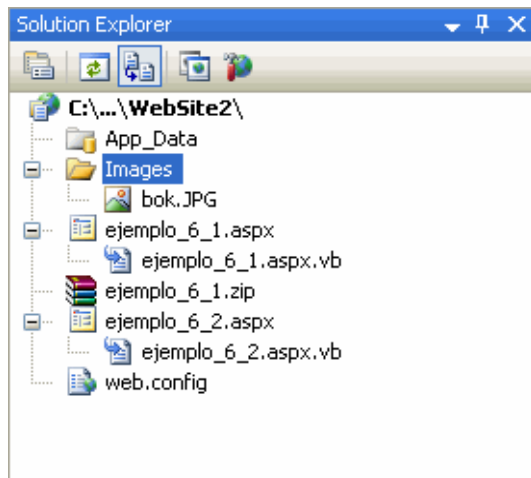 Solution Explorer
C:\...\WebSite2\
App_Data
Images
bok.JPG
ejemplo_6_1.aspx
ejemplo_6_1.aspx.vb
ejemplo_6_1.zip
ejemplo_6_2.aspx
ejemplo_6_2.aspx.vb
web.config